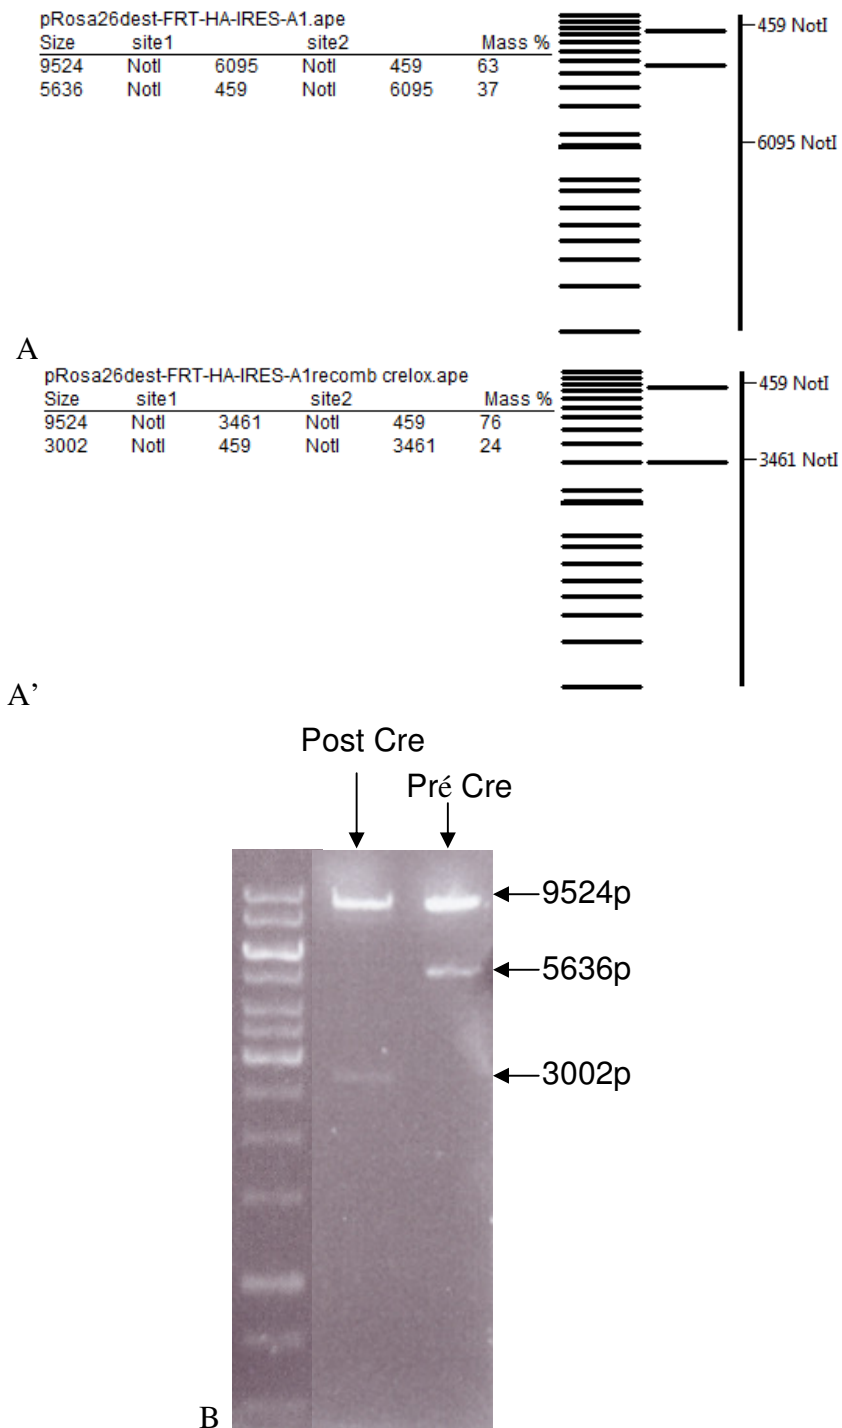 pRosa26dest-FRT-HA-IRES-A1.ape
Size site1 site2 Mass %
9524 NotI 6095 NotI 459 63
5636 NotI 459 NotI 6095 37
459 NotI
6095 NotI
A
pRosa26dest-FRT-HA-IRES-A1recomb crelox.ape
Size site1 site2 Mass %
9524 NotI 3461 NotI 459 76
3002 NotI 459 NotI 3461 24
459 NotI
3461 NotI
A’
Post Cre
Pré Cre
9524p
5636p
3002p
B